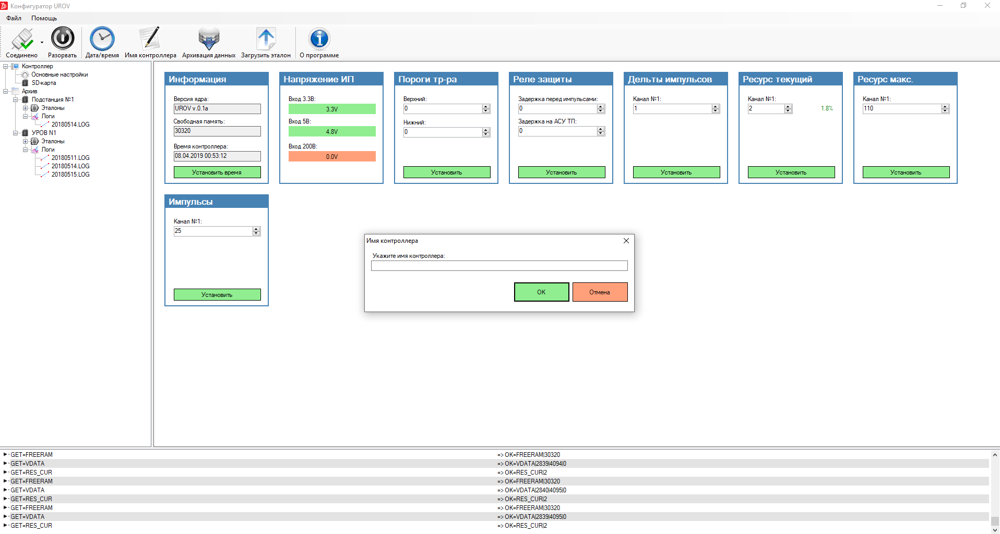 Конфигуратор UROV
Файл Помощь
Соединено Разорвать Дата/время Имя контроллера Архивация данных Загрузить эталон О программе
Контроллер
Основные настройки
SD-карта
Архив
Подстанция №1
Эталоны
Логи
20180514.LOG
УРОВ N1
Эталоны
Логи
20180511.LOG
20180514.LOG
20180515.LOG
Информация
Версия ядра:
UROV v.0.1a
Свободная память:
30320
Время контроллера:
08.04.2019 00:53:12
Установить время
Напряжение ИП
Вход 3.3В:
3.3V
Вход 5В:
4.8V
Вход 200В:
0.0V
Пороги тр-ра
Верхний:
0
Нижний:
0
Установить
Реле защиты
Задержка перед импульсами:
0
Задержка на АСУ ТП:
0
Установить
Дельты импульсов
Канал №1:
1
Установить
Ресурс текущий
Канал №1:
2 1.8%
Установить
Ресурс макс.
Канал №1:
110
Установить
Импульсы
Канал №1:
25
Установить
Имя контроллера
Укажите имя контроллера:
OK Отмена
GET=FREERAM => OK=FREERAM|30320
GET=VDATA => OK=VDATA|2839|4094|0
GET=RES_CUR => OK=RES_CUR|2
GET=FREERAM => OK=FREERAM|30320
GET=VDATA => OK=VDATA|2840|4095|0
GET=RES_CUR => OK=RES_CUR|2
GET=FREERAM => OK=FREERAM|30320
GET=VDATA => OK=VDATA|2839|4095|0
GET=RES_CUR => OK=RES_CUR|2